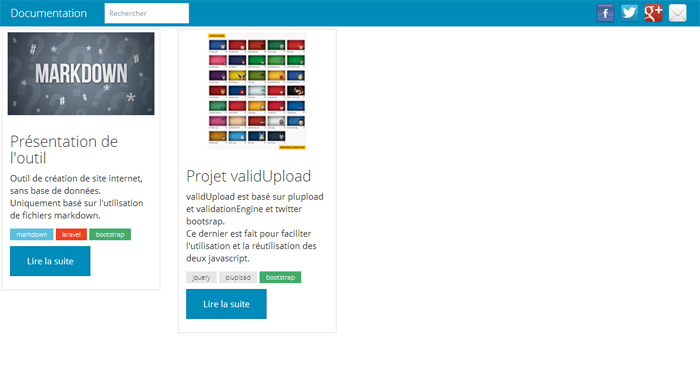 Documentation
Rechercher
MARKDOWN
Présentation de
l'outil
Outil de création de site internet,
sans base de données.
Uniquement basé sur l'utilisation
de fichiers markdown.
markdown laravel bootstrap
Lire la suite
Projet validUpload
validUpload est basé sur plupload
et validationEngine et twitter
bootsrap.
Ce dernier est fait pour faciliter
l'utilisation et la réutilisation des
deux javascript.
jquery plupload bootstrap
Lire la suite